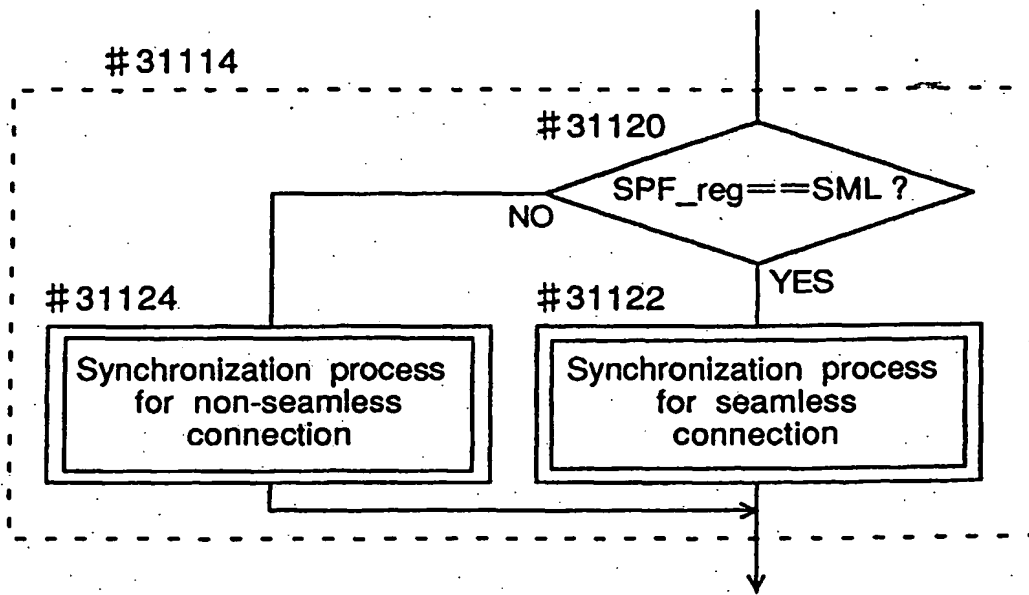 #31114
#31120
SPF_reg==SML ?
NO
YES
#31124
#31122
Synchronization process
for non-seamless
connection
Synchronization process
for seamless
connection